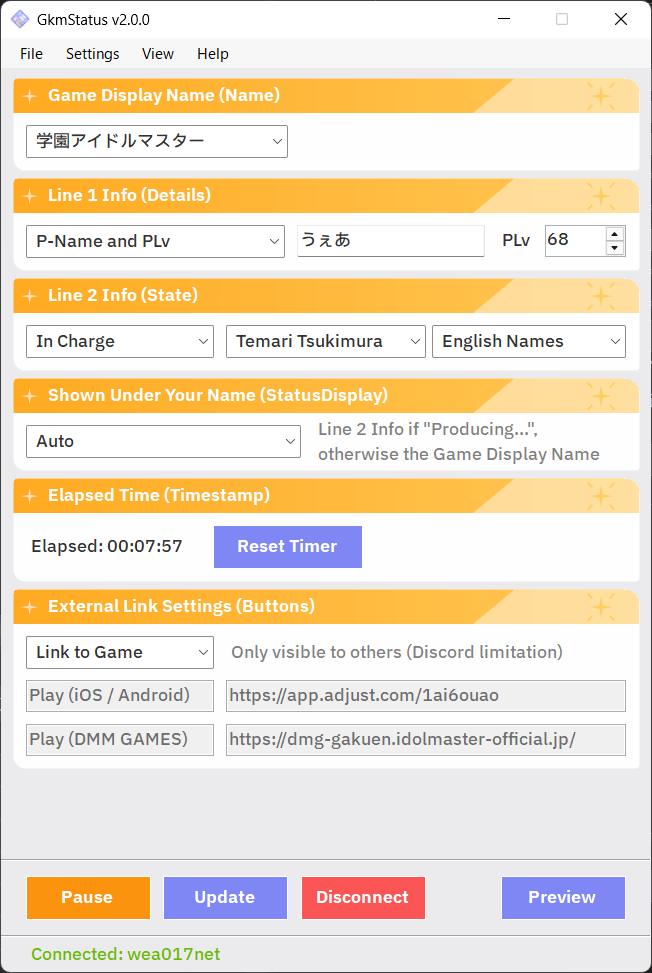 GkmStatus v2.0.0
File Settings View Help
Game Display Name (Name)
学園アイドルマスター
Line 1 Info (Details)
P-Name and PLv うぇあ PLv 68
Line 2 Info (State)
In Charge Temari Tsukimura English Names
Shown Under Your Name (StatusDisplay)
Auto
Line 2 Info if "Producing...",
otherwise the Game Display Name
Elapsed Time (Timestamp)
Elapsed: 00:07:57 Reset Timer
External Link Settings (Buttons)
Link to Game Only visible to others (Discord limitation)
Play (iOS / Android) https://app.adjust.com/1ai6ouao
Play (DMM GAMES) https://dmg-gakuen.idolmaster-official.jp/
Pause Update Disconnect Preview
Connected: wea017net